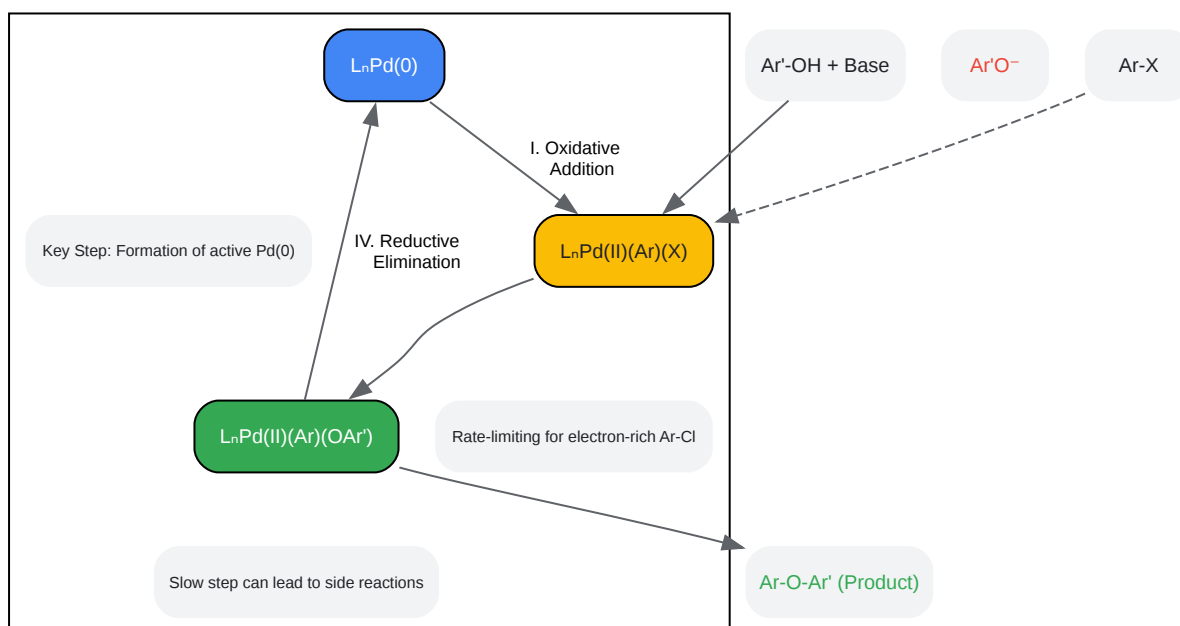 LₙPd(0)
Ar'-OH + Base
Ar'O⁻
Ar-X
I. Oxidative
Addition
Key Step: Formation of active Pd(0)
IV. Reductive
Elimination
LₙPd(II)(Ar)(X)
LₙPd(II)(Ar)(OAr')
Rate-limiting for electron-rich Ar-Cl
Slow step can lead to side reactions
Ar-O-Ar' (Product)